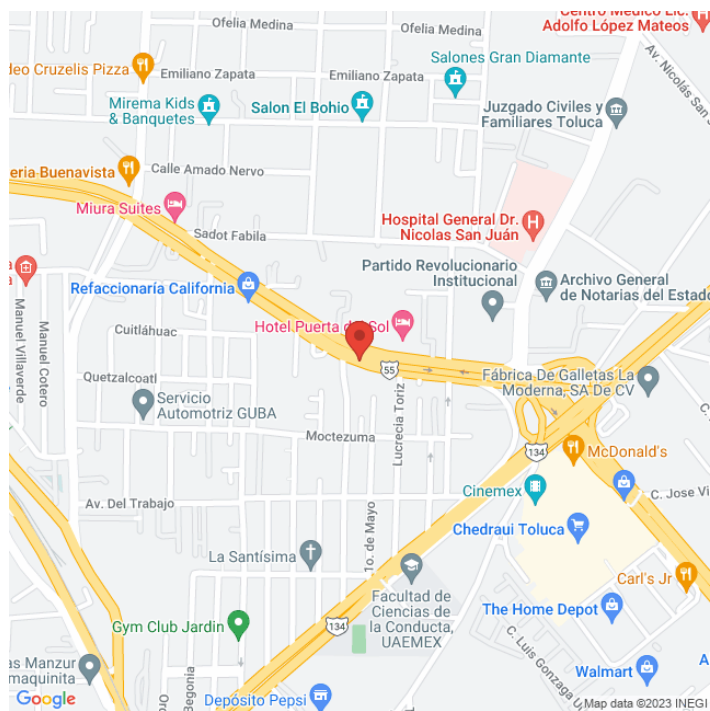 Ofelia Medina
Ofelia Medina
Centro Médico Lic.
Adolfo López Mateos
deo Cruzelis Pizza
Emiliano Zapata
Emiliano Zapata
Salones Gran Diamante
Av. Nicolás San J
Mirema Kids
& Banquetes
Salon El Bohio
Juzgado Civiles y
Familiares Toluca
eria Buenavista
Calle Amado Nervo
Miura Suites
Sadot Fabila
Hospital General Dr.
Nicolas San Juán
Partido Revolucionario
Institucional
Archivo General
de Notarias del Estado
Refaccionaría California
Manuel Villaverde
Manuel Cotero
Cuitláhuac
Hotel Puerta del Sol
55
Quetzalcoatl
Fábrica De Galletas La
Moderna, SA De CV
Servicio
Automotriz GUBA
Lucrecia Toriz
Moctezuma
134
McDonald's
Cinemex
C. Jose Vi
Av. Del Trabajo
1o. de Mayo
Chedraui Toluca
La Santísima
Carl's Jr
Facultad de
Ciencias de
la Conducta,
UAEMEX
The Home Depot
Gym Club Jardin
134
C. Luis Gonzaga U
as Manzur
maquinita
Oro
Begonia
Walmart
A
Depósito Pepsi
Google
Map data ©2023 INEGI